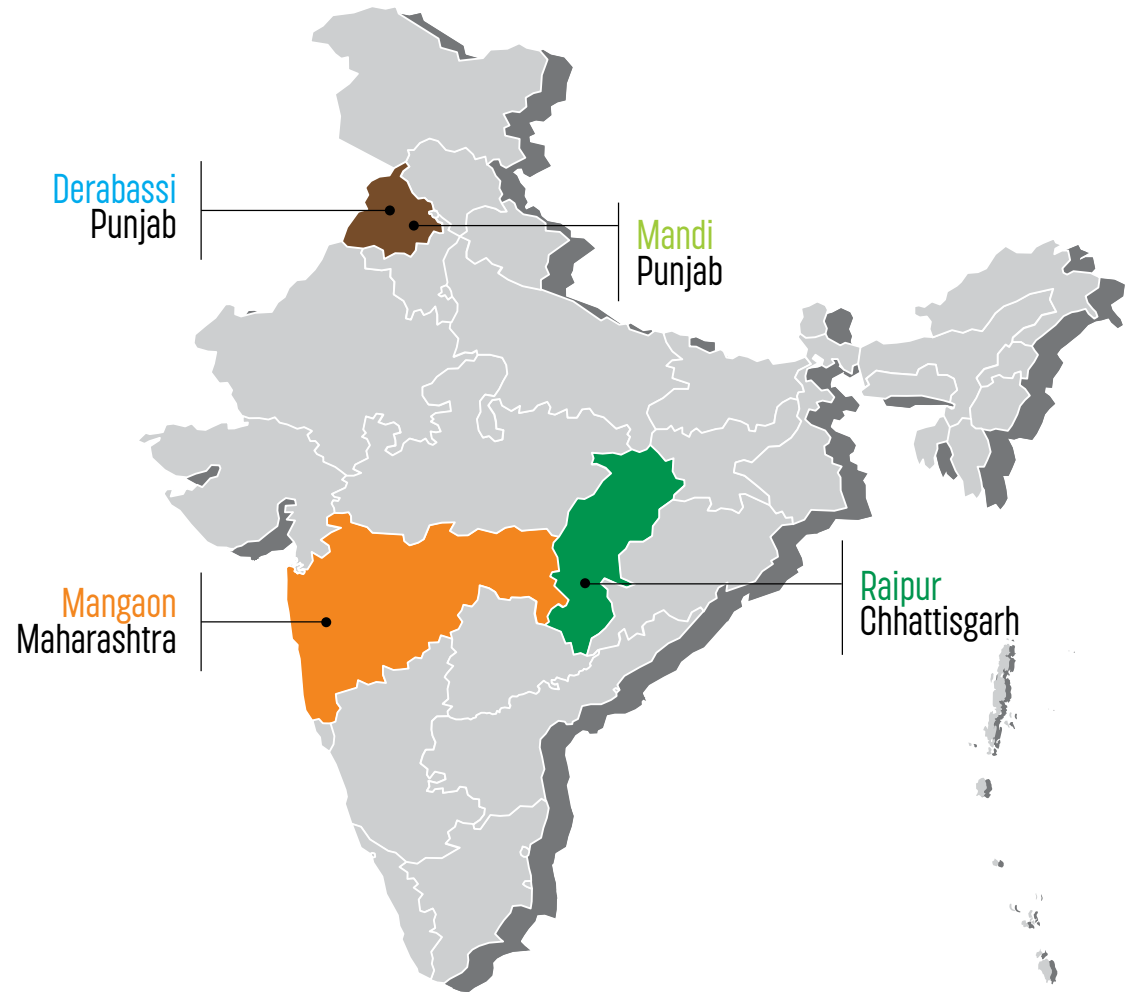 Derabassi
Punjab
Mandi
Punjab
Mangaon
Maharashtra
Raipur
Chhattisgarh